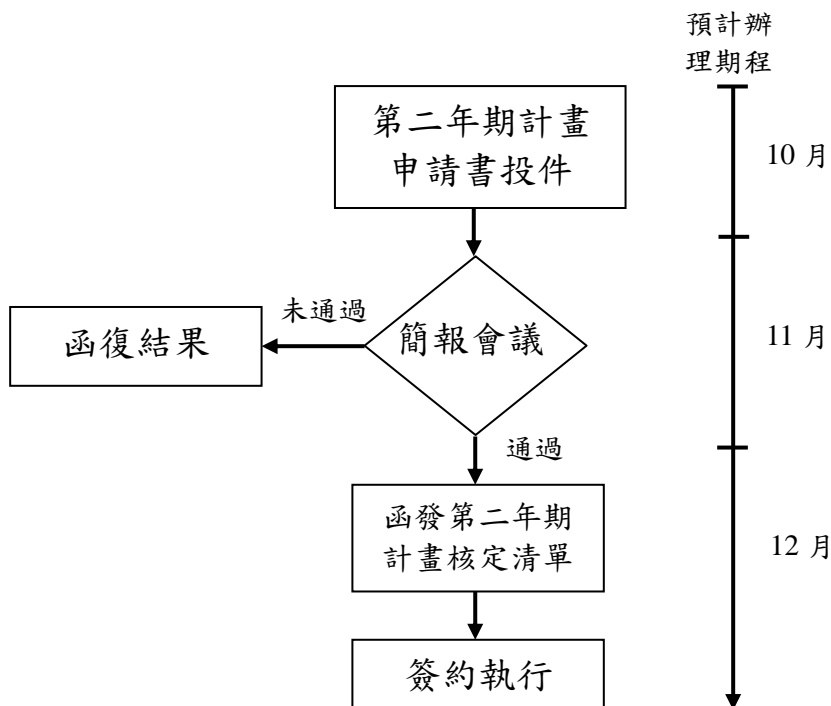 預計辦
理期程
第二年期計畫
申請書投件
10 月
未通過
函復結果
簡報會議
11 月
通過
函發第二年期
計畫核定清單
12 月
簽約執行